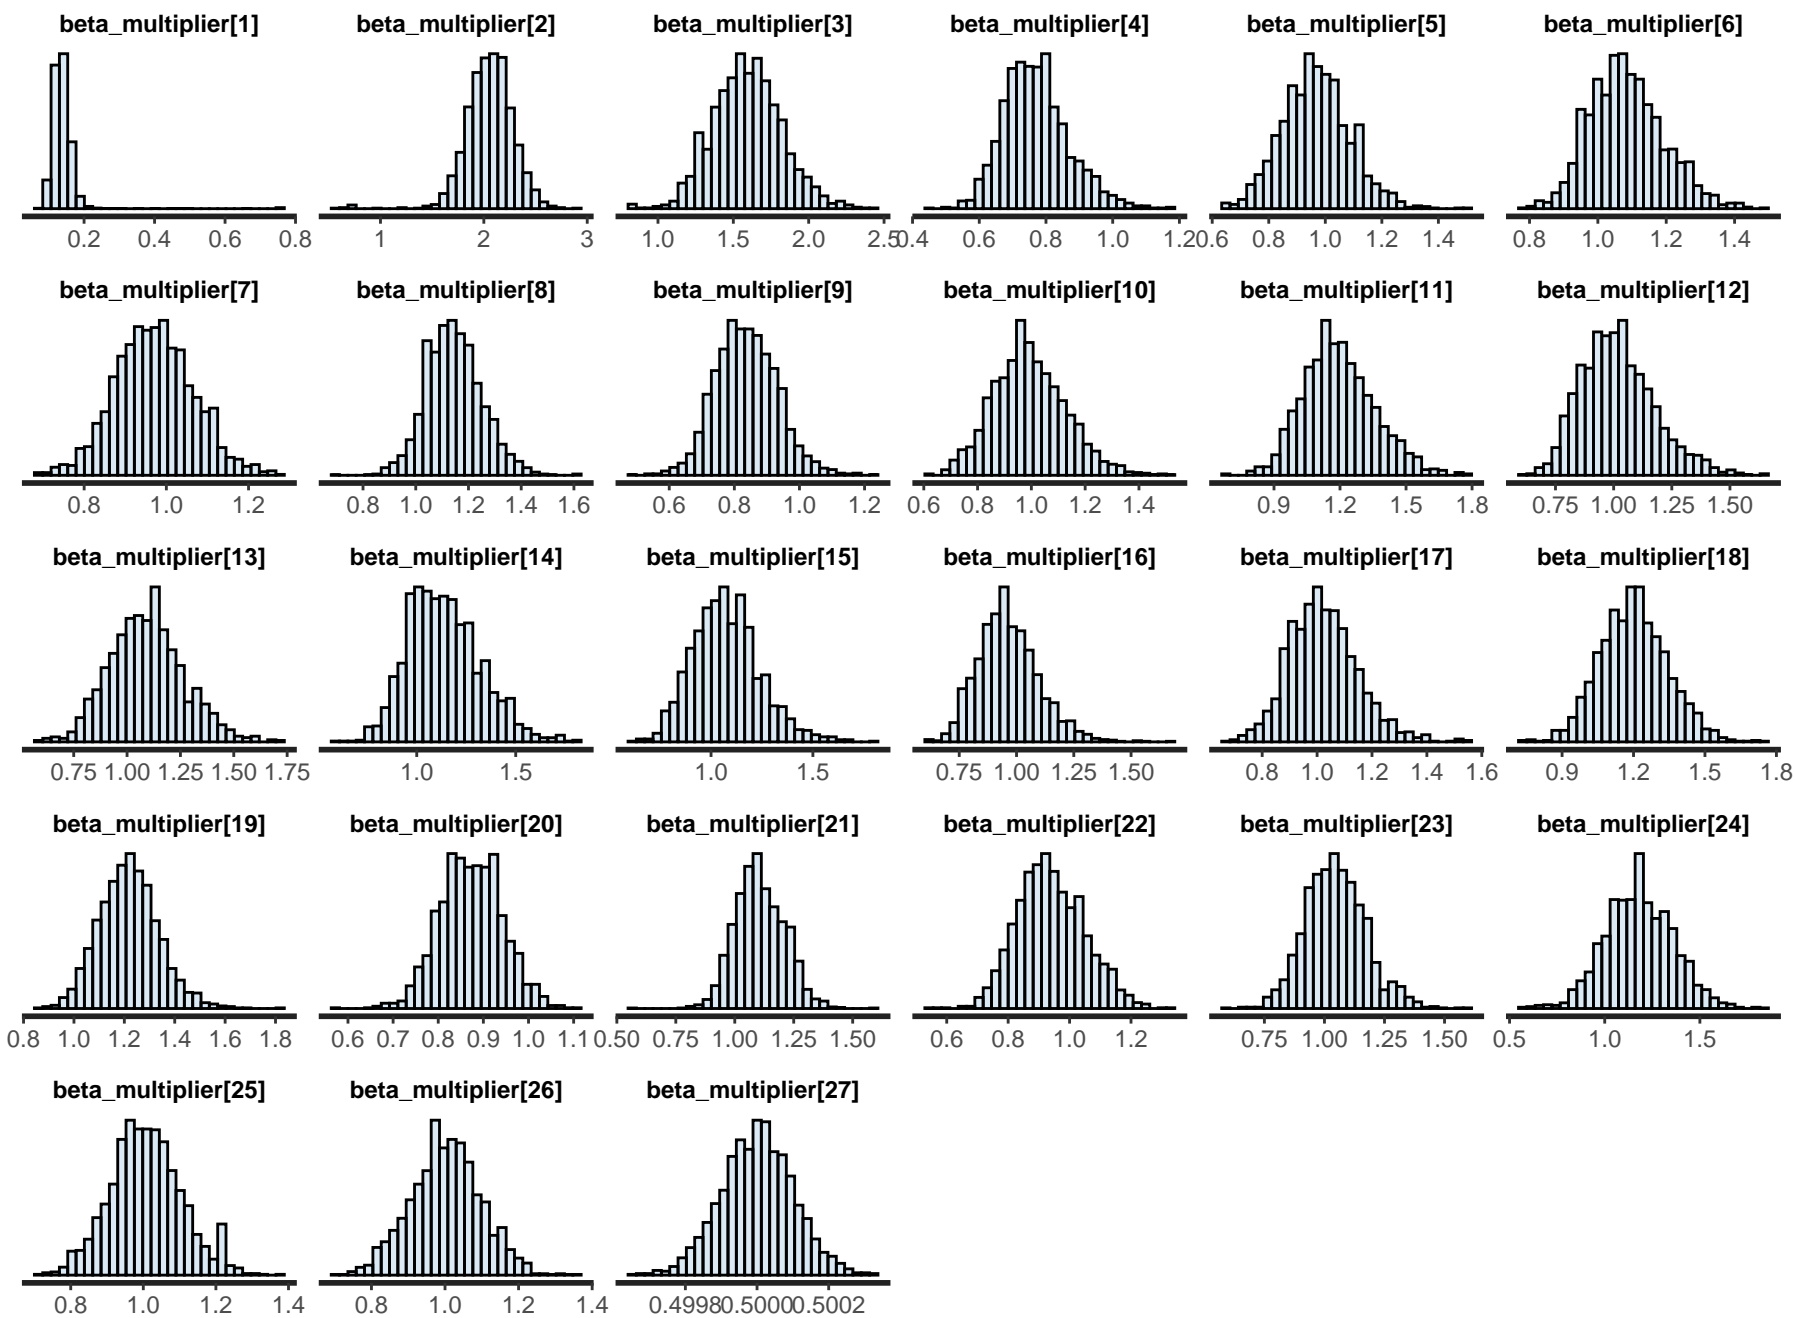 beta_multiplier[1] beta_multiplier[2] beta_multiplier[3] beta_multiplier[4] beta_multiplier[5] beta_multiplier[6]
0.2 0.4 0.6 0.8 1 2 3 1.0 1.5 2.0 2.5 0.4 0.6 0.8 1.0 1.2 0.6 0.8 1.0 1.2 1.4 0.8 1.0 1.2 1.4
beta_multiplier[7] beta_multiplier[8] beta_multiplier[9] beta_multiplier[10] beta_multiplier[11] beta_multiplier[12]
0.8 1.0 1.2 0.8 1.0 1.2 1.4 1.6 0.6 0.8 1.0 1.2 0.6 0.8 1.0 1.2 1.4 0.9 1.2 1.5 1.8 0.75 1.00 1.25 1.50
beta_multiplier[13] beta_multiplier[14] beta_multiplier[15] beta_multiplier[16] beta_multiplier[17] beta_multiplier[18]
0.75 1.00 1.25 1.50 1.75 1.0 1.5 1.0 1.5 0.75 1.00 1.25 1.50 0.8 1.0 1.2 1.4 1.6 0.9 1.2 1.5 1.8
beta_multiplier[19] beta_multiplier[20] beta_multiplier[21] beta_multiplier[22] beta_multiplier[23] beta_multiplier[24]
0.8 1.0 1.2 1.4 1.6 1.8 0.6 0.7 0.8 0.9 1.0 1.1 0.50 0.75 1.00 1.25 1.50 0.6 0.8 1.0 1.2 0.75 1.00 1.25 1.50 0.5 1.0 1.5
beta_multiplier[25] beta_multiplier[26] beta_multiplier[27]
0.8 1.0 1.2 1.4 0.8 1.0 1.2 1.4 0.4998 0.5000 0.5002